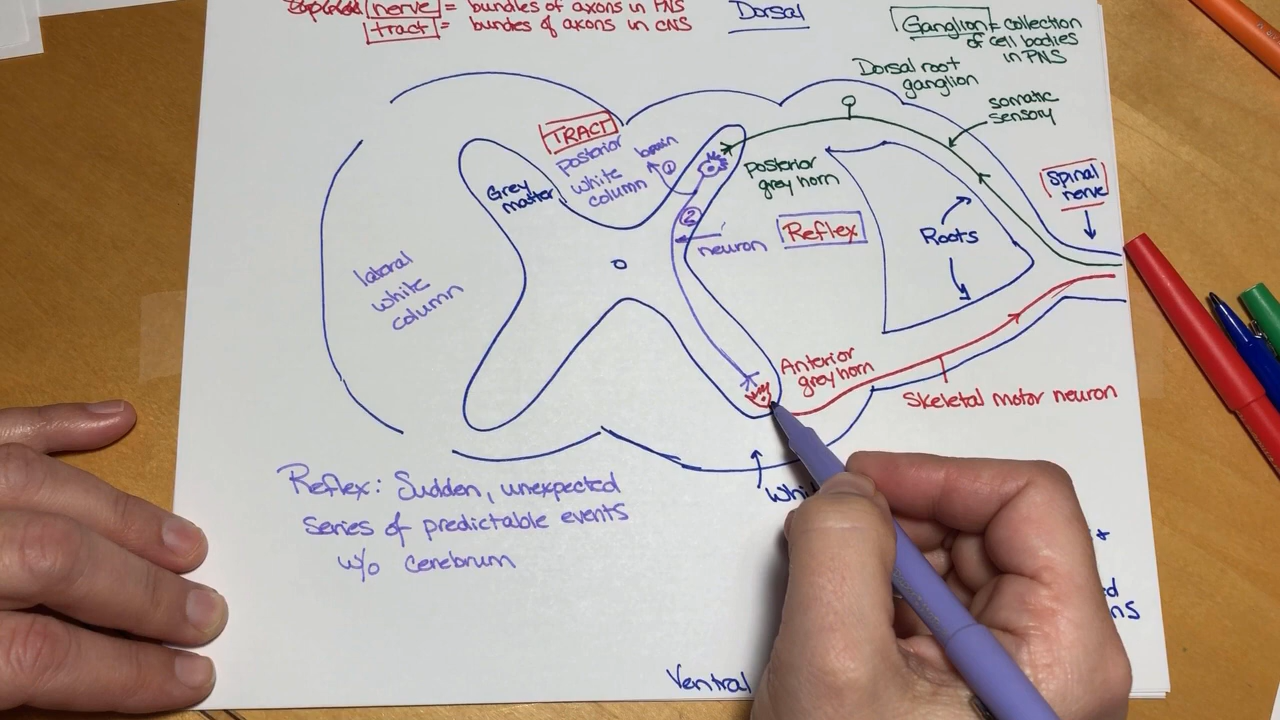 nerve = bundles of axons in PNS
tract = bundles of axons in CNS
Dorsal
Ganglion = collection
of cell bodies
in PNS
Dorsal root
ganglion
somatic
sensory
TRACT
posterior
white
column
brain
①
Grey
matter
posterior
grey horn
Spinal
nerve
②
neuron
Reflex
Roots
lateral
white
column
Anterior
grey horn
Skeletal motor neuron
Reflex: Sudden, unexpected
series of predictable events
w/o cerebrum
Ventral